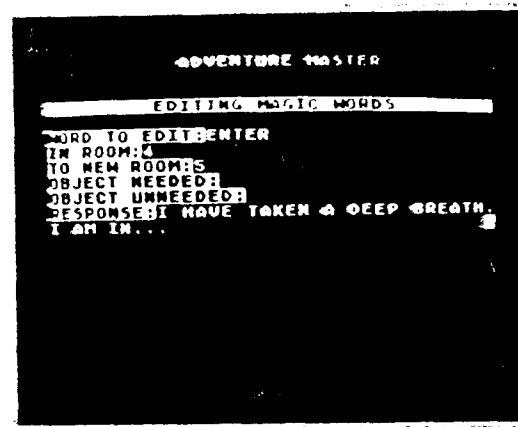 ADVENTURE MASTER
EDITING MAGIC WORDS
WORD TO EDIT:ENTER
IN ROOM:4
TO NEW ROOM:5
OBJECT NEEDED:
OBJECT UNNEEDED:
RESPONSE:I HAVE TAKEN A DEEP BREATH.
I AM IN...